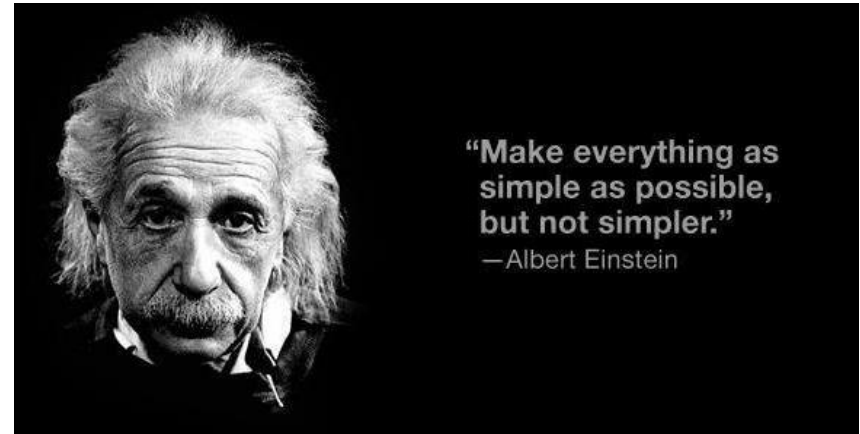 “Make everything as
simple as possible,
but not simpler.”
—Albert Einstein